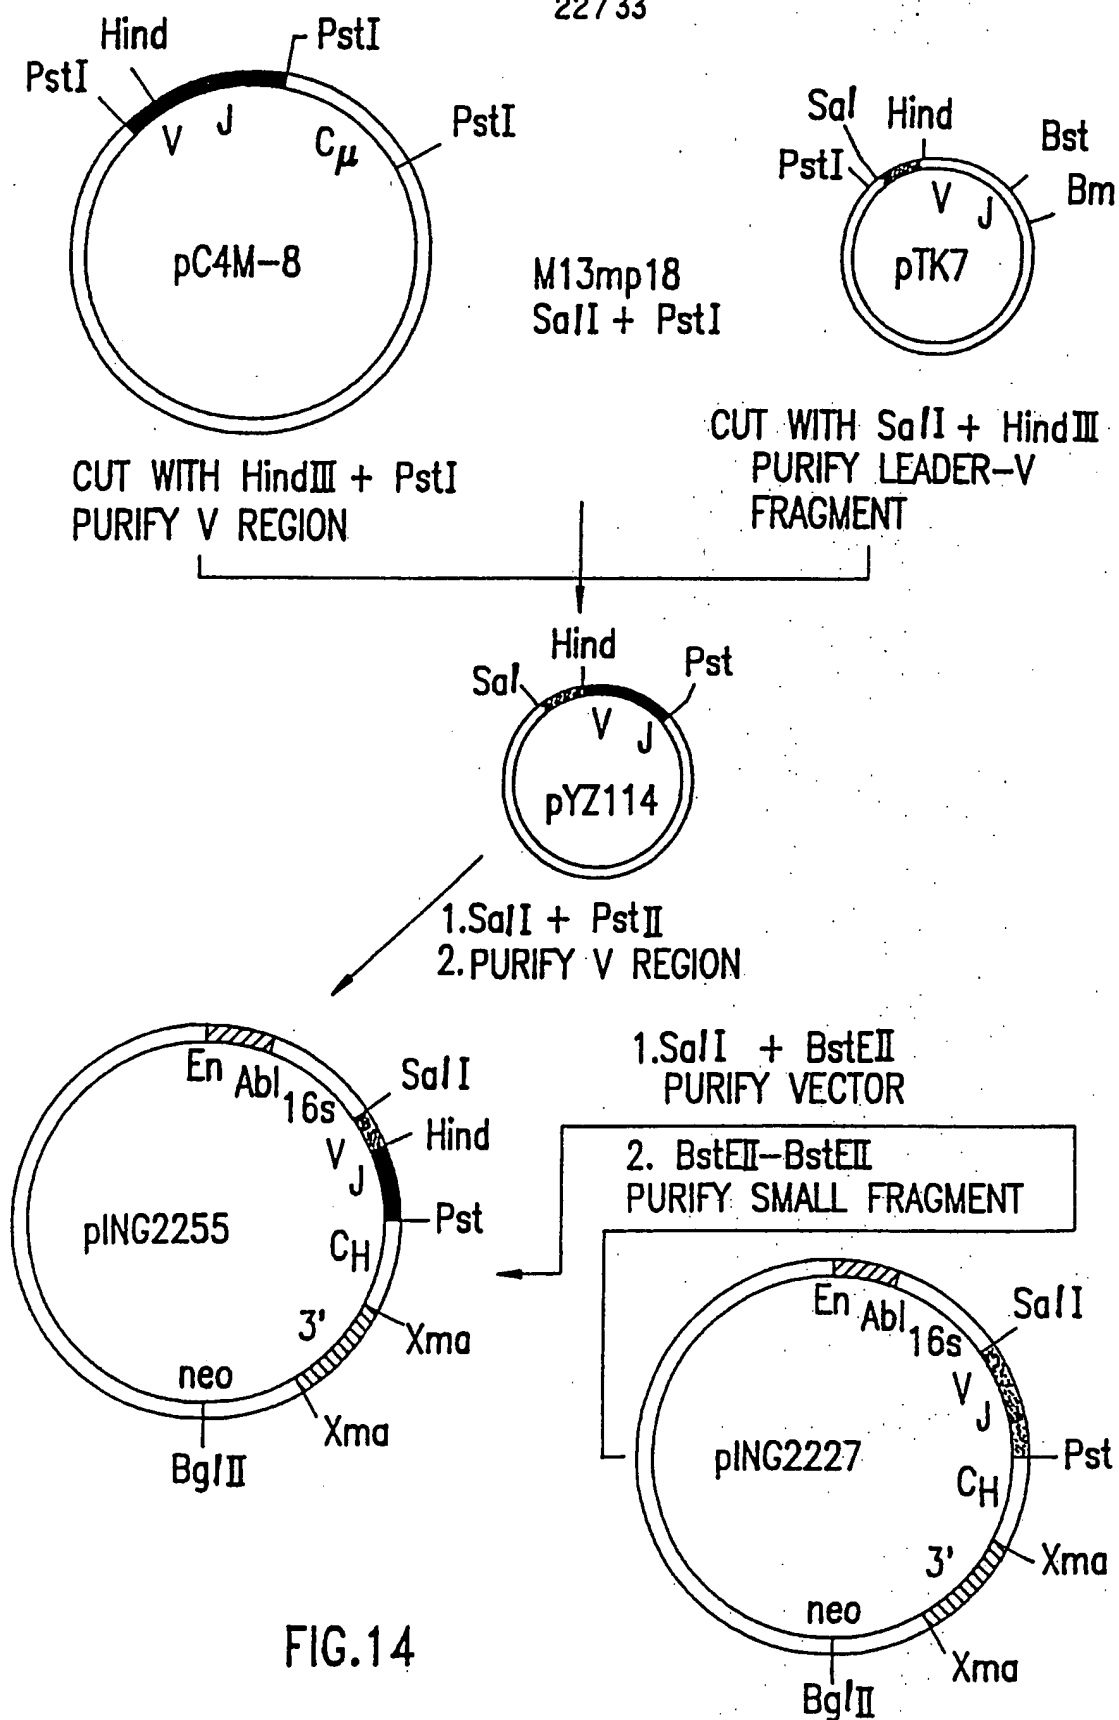 22/33
Hind
PstI
PstI
V
J
Cμ
PstI
pC4M-8
Sal
Hind
PstI
Bst
Bm
V
J
pTK7
M13mp18
SalI + PstI
CUT WITH HindIII + PstI
PURIFY V REGION
CUT WITH SalI + HindIII
PURIFY LEADER-V
FRAGMENT
Hind
Sal
Pst
V
J
pYZ114
1.SalI + PstII
2.PURIFY V REGION
En
Abl
16s
SalI
Hind
V
J
Pst
CH
pING2255
3'
Xma
neo
Xma
BglII
1.SalI + BstEII
PURIFY VECTOR
2. BstEII-BstEII
PURIFY SMALL FRAGMENT
En
Abl
16s
SalI
V
J
Pst
CH
pING2227
3'
Xma
neo
Xma
BglII
FIG.14